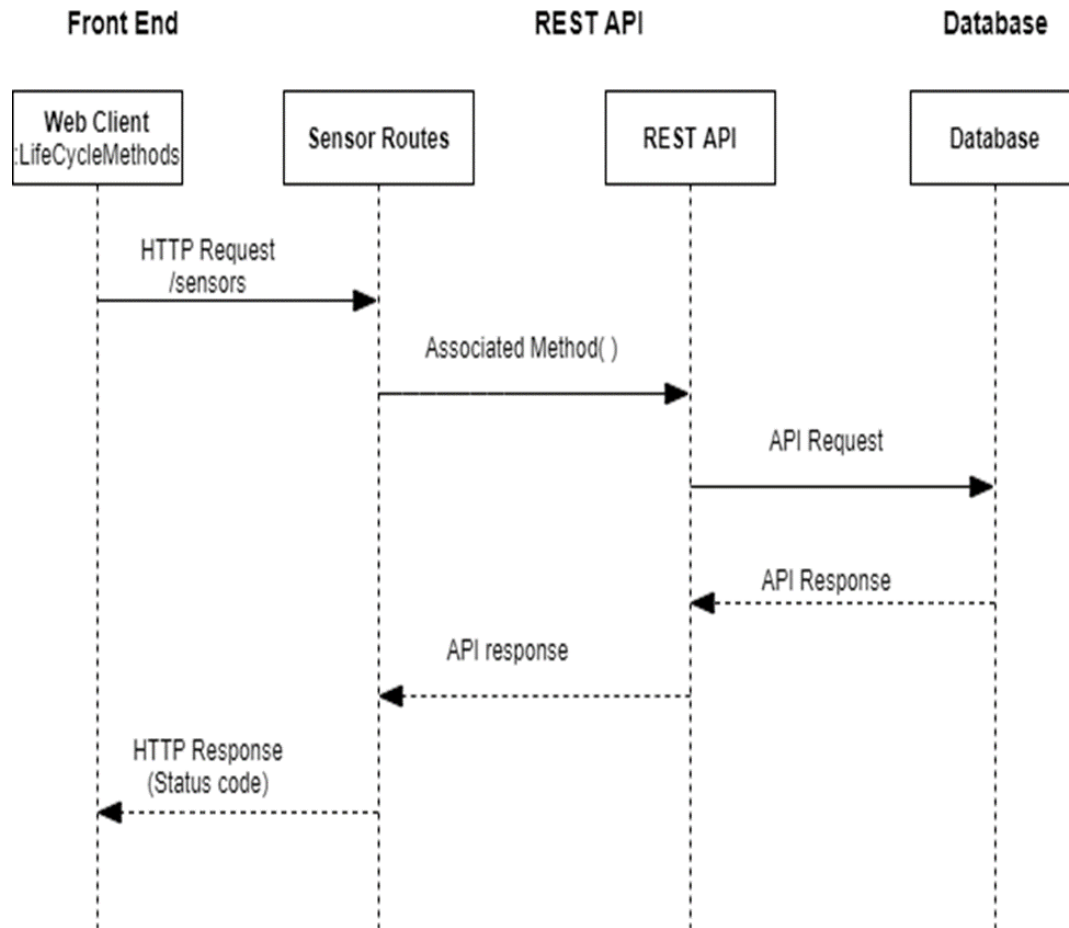 Front End
REST API
Database
Web Client
:LifeCycleMethods
Sensor Routes
REST API
Database
HTTP Request
/sensors
Associated Method( )
API Request
API Response
API response
HTTP Response
(Status code)